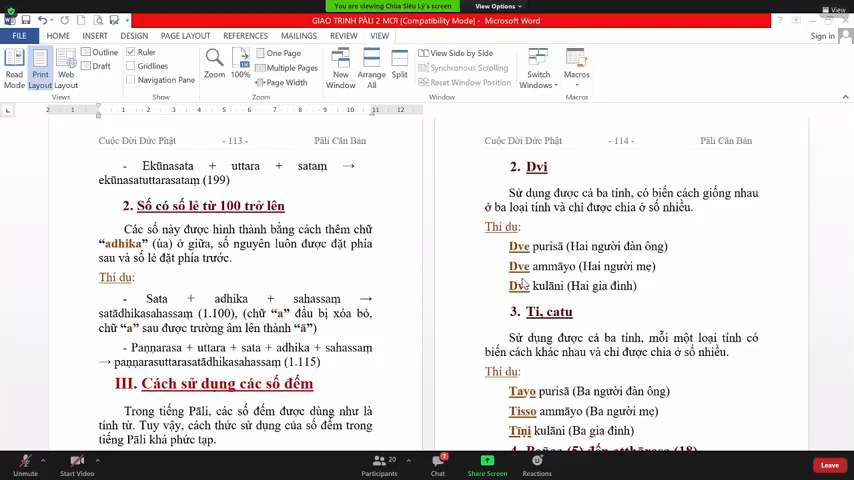 You are viewing Chùa Siêu Lý's screen
View Options
View
GIAO TRINH PĀLI 2 MƠI [Compatibility Mode] - Microsoft Word
FILE
HOME
INSERT
DESIGN
PAGE LAYOUT
REFERENCES
MAILINGS
REVIEW
VIEW
Sign in
Read Mode
Print Layout
Web Layout
Outline
Draft
Views
Ruler
Gridlines
Navigation Pane
Show
Zoom
100%
One Page
Multiple Pages
Page Width
Zoom
New Window
Arrange All
Split
View Side by Side
Synchronous Scrolling
Reset Window Position
Window
Switch Windows
Macros
Macros
Cuộc Đời Đức Phật - 113 - Pāli Căn Bản
- Ekūnasata + uttara + sataṃ →
ekūnasatuttarasataṃ (199)
2. Số có số lẻ từ 100 trở lên
Các số này được hình thành bằng cách thêm chữ
“adhika” (úa) ở giữa, số nguyên luôn được đặt phía
sau và số lẻ đặt phía trước.
Thí dụ:
- Sata + adhika + sahassaṃ →
satādhikasahassaṃ (1.100), (chữ “a” đầu bị xóa bỏ,
chữ “a” sau được trường âm lên thành “ā”)
- Paṇṇarasa + uttara + sata + adhika + sahassaṃ
→ paṇṇarasuttarasatādhikasahassaṃ (1.115)
III. Cách sử dụng các số đếm
Trong tiếng Pāli, các số đếm được dùng như là
tính từ. Tuy vậy, cách thức sử dụng của số đếm trong
tiếng Pāli khá phức tạp.
Cuộc Đời Đức Phật - 114 - Pāli Căn Bản
2. Dvi
Sử dụng được cả ba tính, có biến cách giống nhau
ở ba loại tính và chỉ được chia ở số nhiều.
Thí dụ:
Dve purisā (Hai người đàn ông)
Dve ammāyo (Hai người mẹ)
Dve kulāni (Hai gia đình)
3. Ti, catu
Sử dụng được cả ba tính, mỗi một loại tính có
biến cách khác nhau và chỉ được chia ở số nhiều.
Thí dụ:
Tayo purisā (Ba người đàn ông)
Tisso ammāyo (Ba người mẹ)
Tīṇi kulāni (Ba gia đình)
4. Pañca (5) đến aṭṭhārasa (18)
Unmute
Start Video
Participants
20
Chat
7
Share Screen
Reactions
Leave